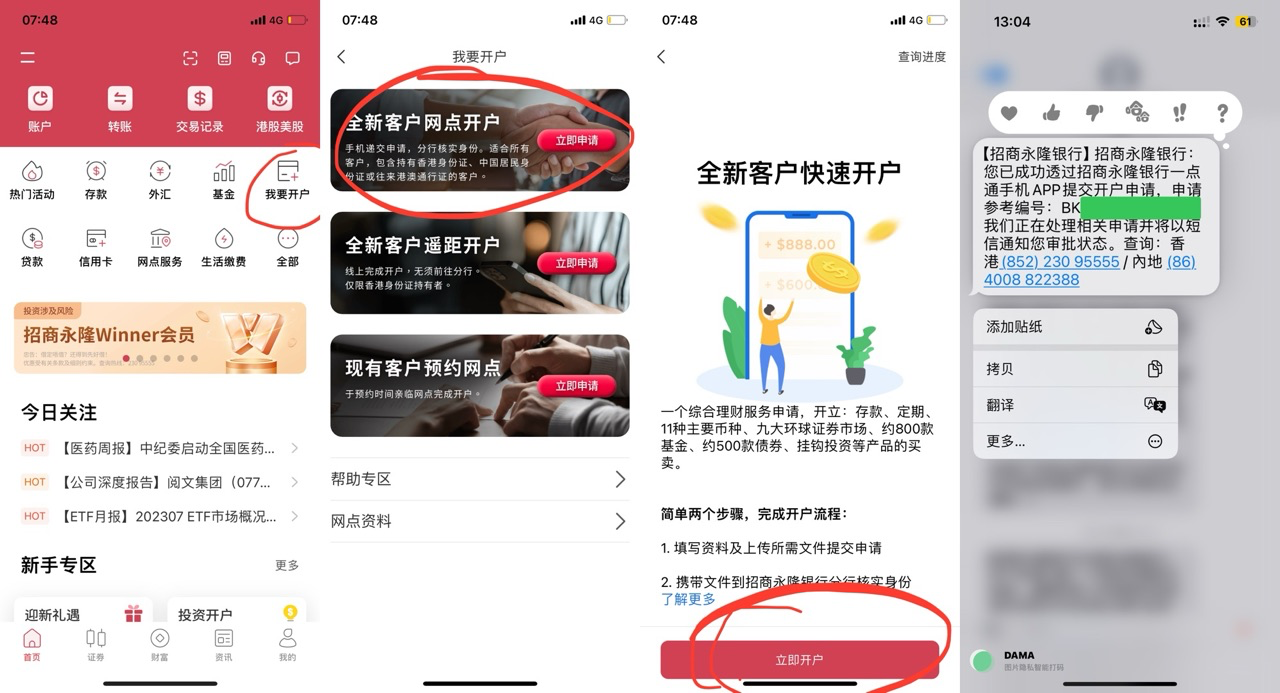 07:48
4G
账户
转账
交易记录
港股美股
热门活动
存款
外汇
基金
我要开户
贷款
信用卡
网点服务
生活缴费
全部
投资涉及风险
招商永隆Winner会员
今日关注
HOT 【医药周报】中纪委启动全国医药...
HOT 【公司深度报告】阅文集团（077...
HOT 【ETF月报】202307 ETF市场概况...
新手专区
更多
迎新礼遇
投资开户
首页
证券
财富
资讯
我的
07:48
4G
我要开户
全新客户网点开户
手机递交申请，分行核实身份。适合所有
客户，包含持有香港身份证、中国居民身
份证或往来港澳通行证的客户。
立即申请
全新客户遥距开户
线上完成开户，无须前往分行。
仅限香港身份证持有者。
立即申请
现有客户预约网点
于预约时间亲临网点完成开户。
立即申请
帮助专区
网点资料
07:48
4G
查询进度
全新客户快速开户
+ $888.00
+ $600.
一个综合理财服务申请，开立：存款、定期、
11种主要币种、九大环球证券市场、约800款
基金、约500款债券、挂钩投资等产品的买
卖。
简单两个步骤，完成开户流程：
1. 填写资料及上传所需文件提交申请
2. 携带文件到招商永隆银行分行核实身份
了解更多
立即开户
13:04
61
【招商永隆银行】招商永隆银行：
您已成功透过招商永隆银行一点
通手机APP提交开户申请，申请
参考编号：BK
我们正在处理相关申请并将以短
信通知您审批状态。查询：香
港(852) 230 95555 / 內地 (86)
4008 822388
添加贴纸
拷贝
翻译
更多...
DAMA
图片隐私智能打码